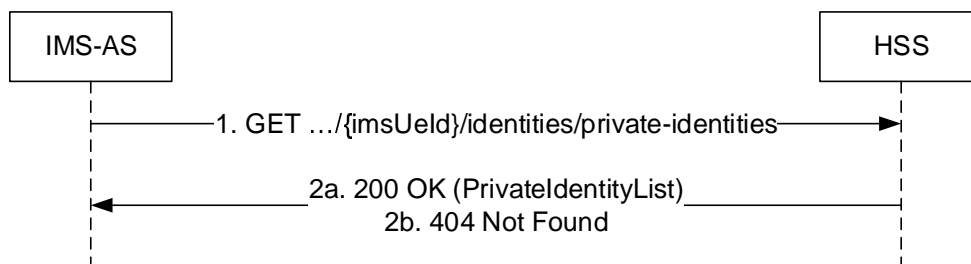 IMS-AS
HSS
1. GET …/{imsUeId}/identities/private-identities
2a. 200 OK (PrivateIdentityList)
2b. 404 Not Found